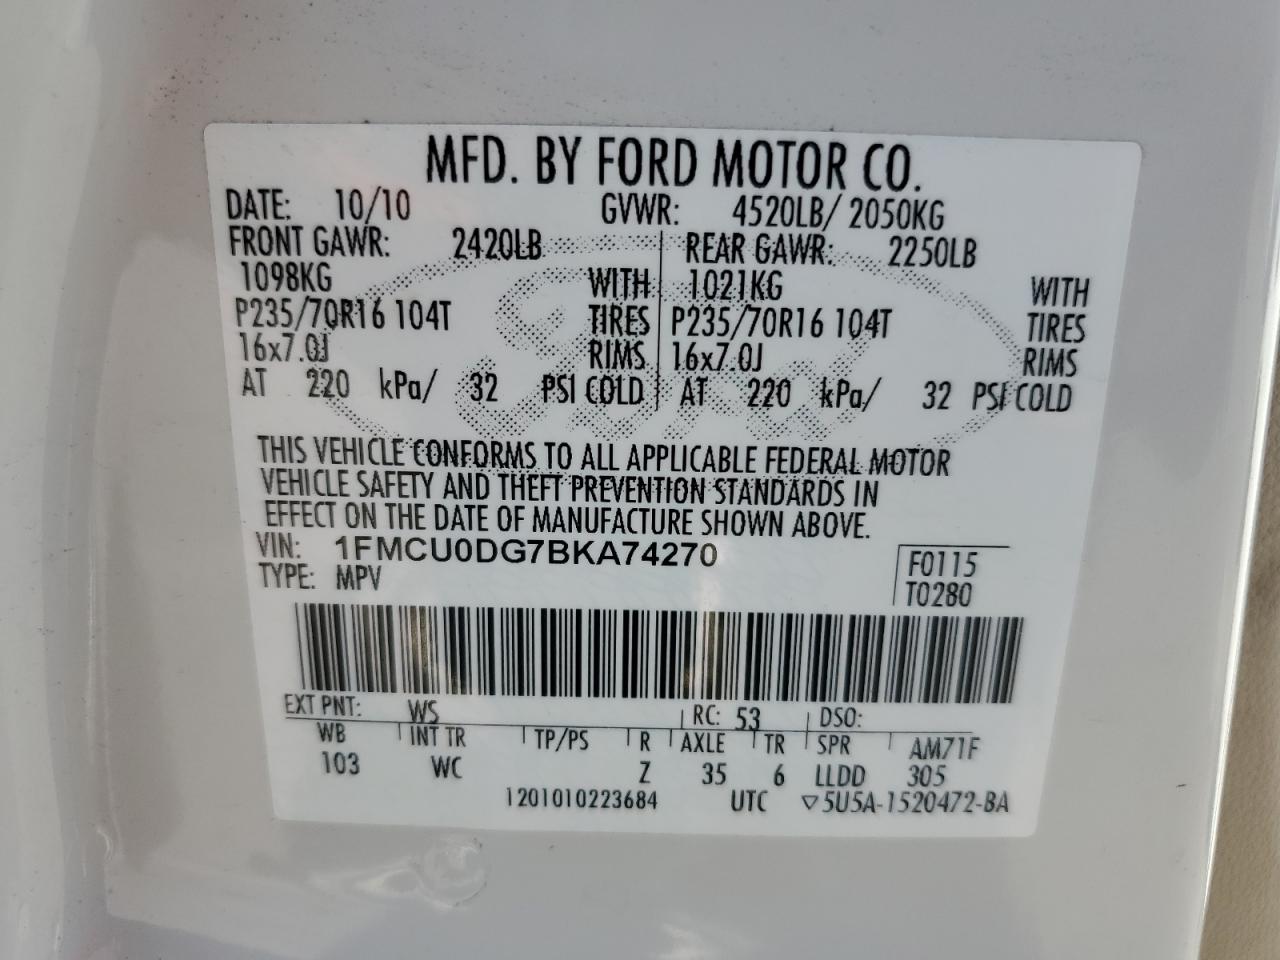 MFD. BY FORD MOTOR CO.
DATE: 10/10 GVWR: 4520LB/ 2050KG
FRONT GAWR: 2420LB REAR GAWR: 2250LB
1098KG WITH 1021KG WITH
P235/70R16 104T TIRES P235/70R16 104T TIRES
16x7.0J RIMS 16x7.0J RIMS
AT 220 kPa/ 32 PSI COLD AT 220 kPa/ 32 PSI COLD
THIS VEHICLE CONFORMS TO ALL APPLICABLE FEDERAL MOTOR
VEHICLE SAFETY AND THEFT PREVENTION STANDARDS IN
EFFECT ON THE DATE OF MANUFACTURE SHOWN ABOVE.
VIN: 1FMCU0DG7BKA74270 F0115
TYPE: MPV T0280
EXT PNT: WS RC: 53 DSO:
WB INT TR TP/PS R AXLE TR SPR AM71F
103 WC Z 35 6 LLDD 305
1201010223684 UTC ▽5U5A-1520472-BA